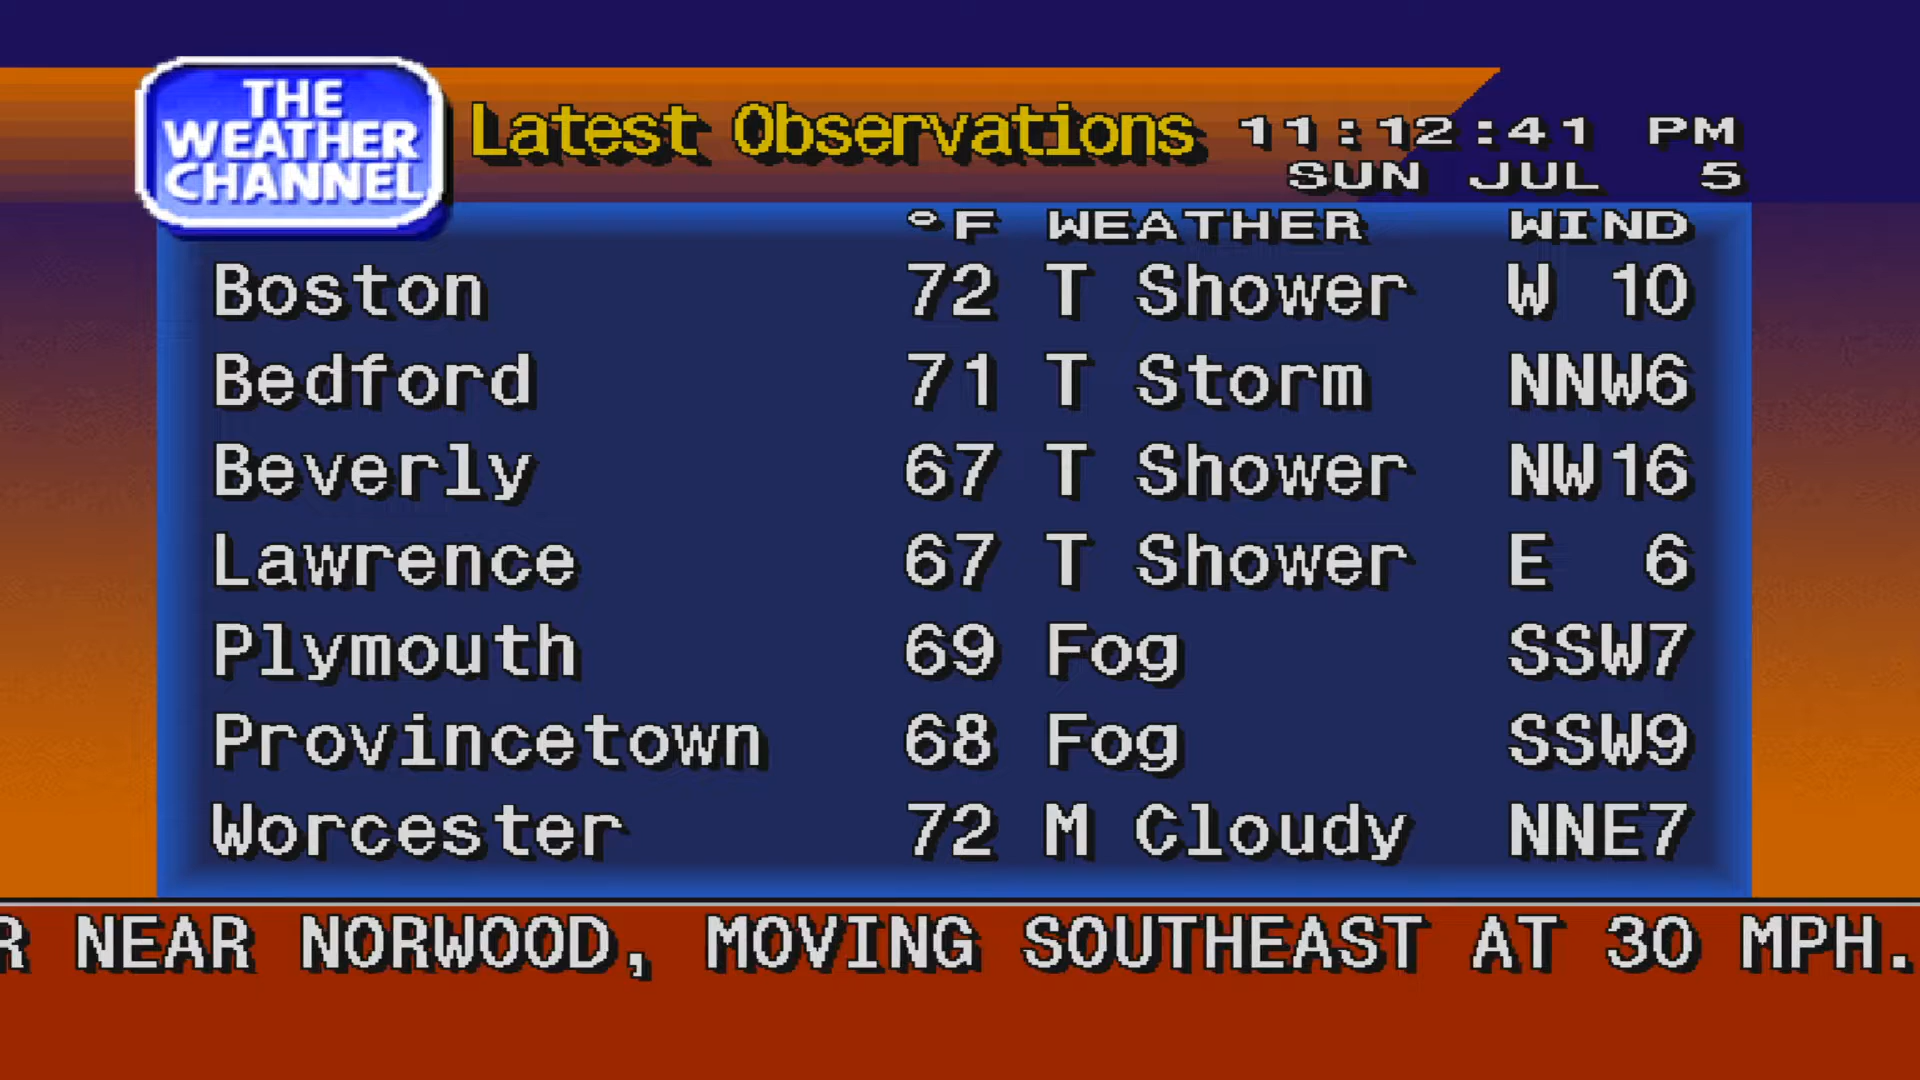 THE
WEATHER
CHANNEL
Latest Observations 11:12:41 PM
SUN JUL 5
°F WEATHER WIND
Boston 72 T Shower W 10
Bedford 71 T Storm NNW6
Beverly 67 T Shower NW16
Lawrence 67 T Shower E 6
Plymouth 69 Fog SSW7
Provincetown 68 Fog SSW9
Worcester 72 M Cloudy NNE7
R NEAR NORWOOD, MOVING SOUTHEAST AT 30 MPH.